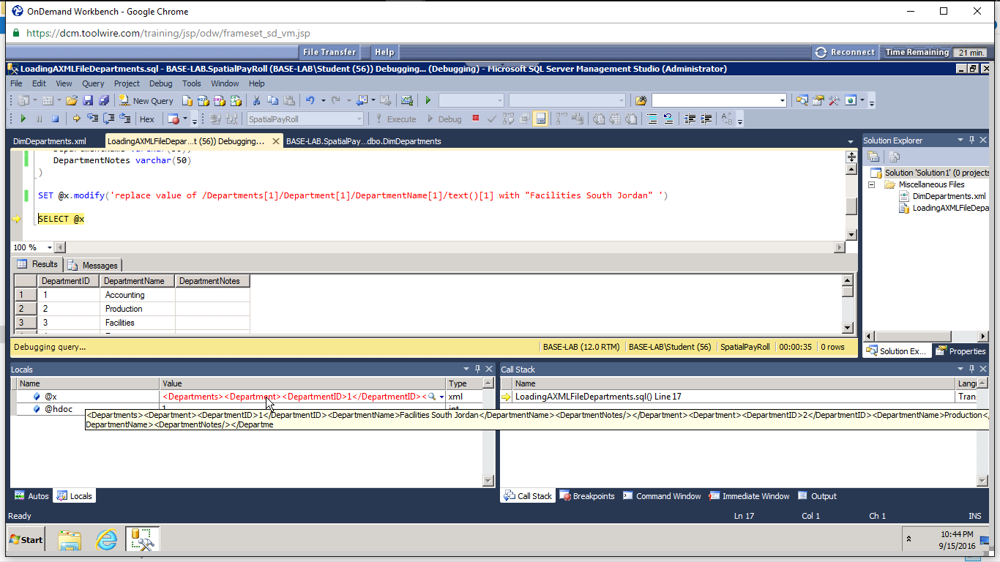 OnDemand Workbench - Google Chrome
https://dcm.toolwire.com/training/jsp/odw/frameset_sd_vm.jsp
File Transfer Help Reconnect Time Remaining 21 min.
LoadingAXMLFileDepartments.sql - BASE-LAB.SpatialPayRoll (BASE-LAB\Student (56)) Debugging... (Debugging) - Microsoft SQL Server Management Studio (Administrator)
File Edit View Query Project Debug Tools Window Help
New Query
Hex SpatialPayRoll Execute Debug
DimDepartments.xml LoadingAXMLFileDepar...t (56)) Debugging... BASE-LAB.SpatialPay...dbo.DimDepartments
DepartmentNotes varchar(50)
)
SET @x.modify('replace value of /Departments[1]/Department[1]/DepartmentName[1]/text()[1] with "Facilities South Jordan" ')
SELECT @x
100 %
Results Messages
DepartmentID DepartmentName DepartmentNotes
1 1 Accounting
2 2 Production
3 3 Facilities
Debugging query... BASE-LAB (12.0 RTM) BASE-LAB\Student (56) SpatialPayRoll 00:00:35 0 rows
Solution Explorer
Solution 'Solution1' (0 projects
Miscellaneous Files
DimDepartments.xml
LoadingAXMLFileDepa
Solution Ex... Properties
Locals
Name Value Type
@x <Departments><Department><DepartmentID>1</DepartmentID>< xml
@hdoc 1 int
<Departments><Department><DepartmentID>1</DepartmentID><DepartmentName>Facilities South Jordan</DepartmentName><DepartmentNotes/></Department><Department><DepartmentID>2</DepartmentID><DepartmentName>Production</
DepartmentName><DepartmentNotes/></Departme
Call Stack
Name Langu
LoadingAXMLFileDepartments.sql() Line 17 Trans
Autos Locals
Call Stack Breakpoints Command Window Immediate Window Output
Ready Ln 17 Col 1 Ch 1 INS
Start 10:44 PM
9/15/2016